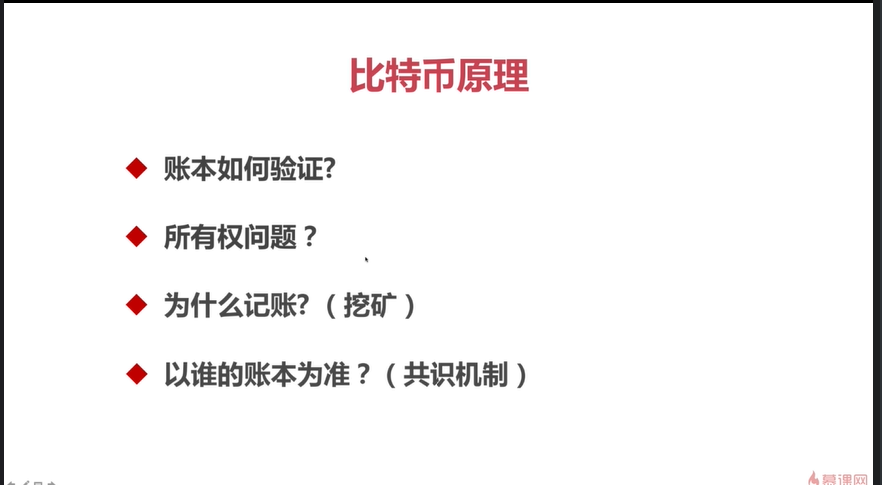 比特币原理
账本如何验证?
所有权问题？
为什么记账?（挖矿）
以谁的账本为准？（共识机制）
慕课网